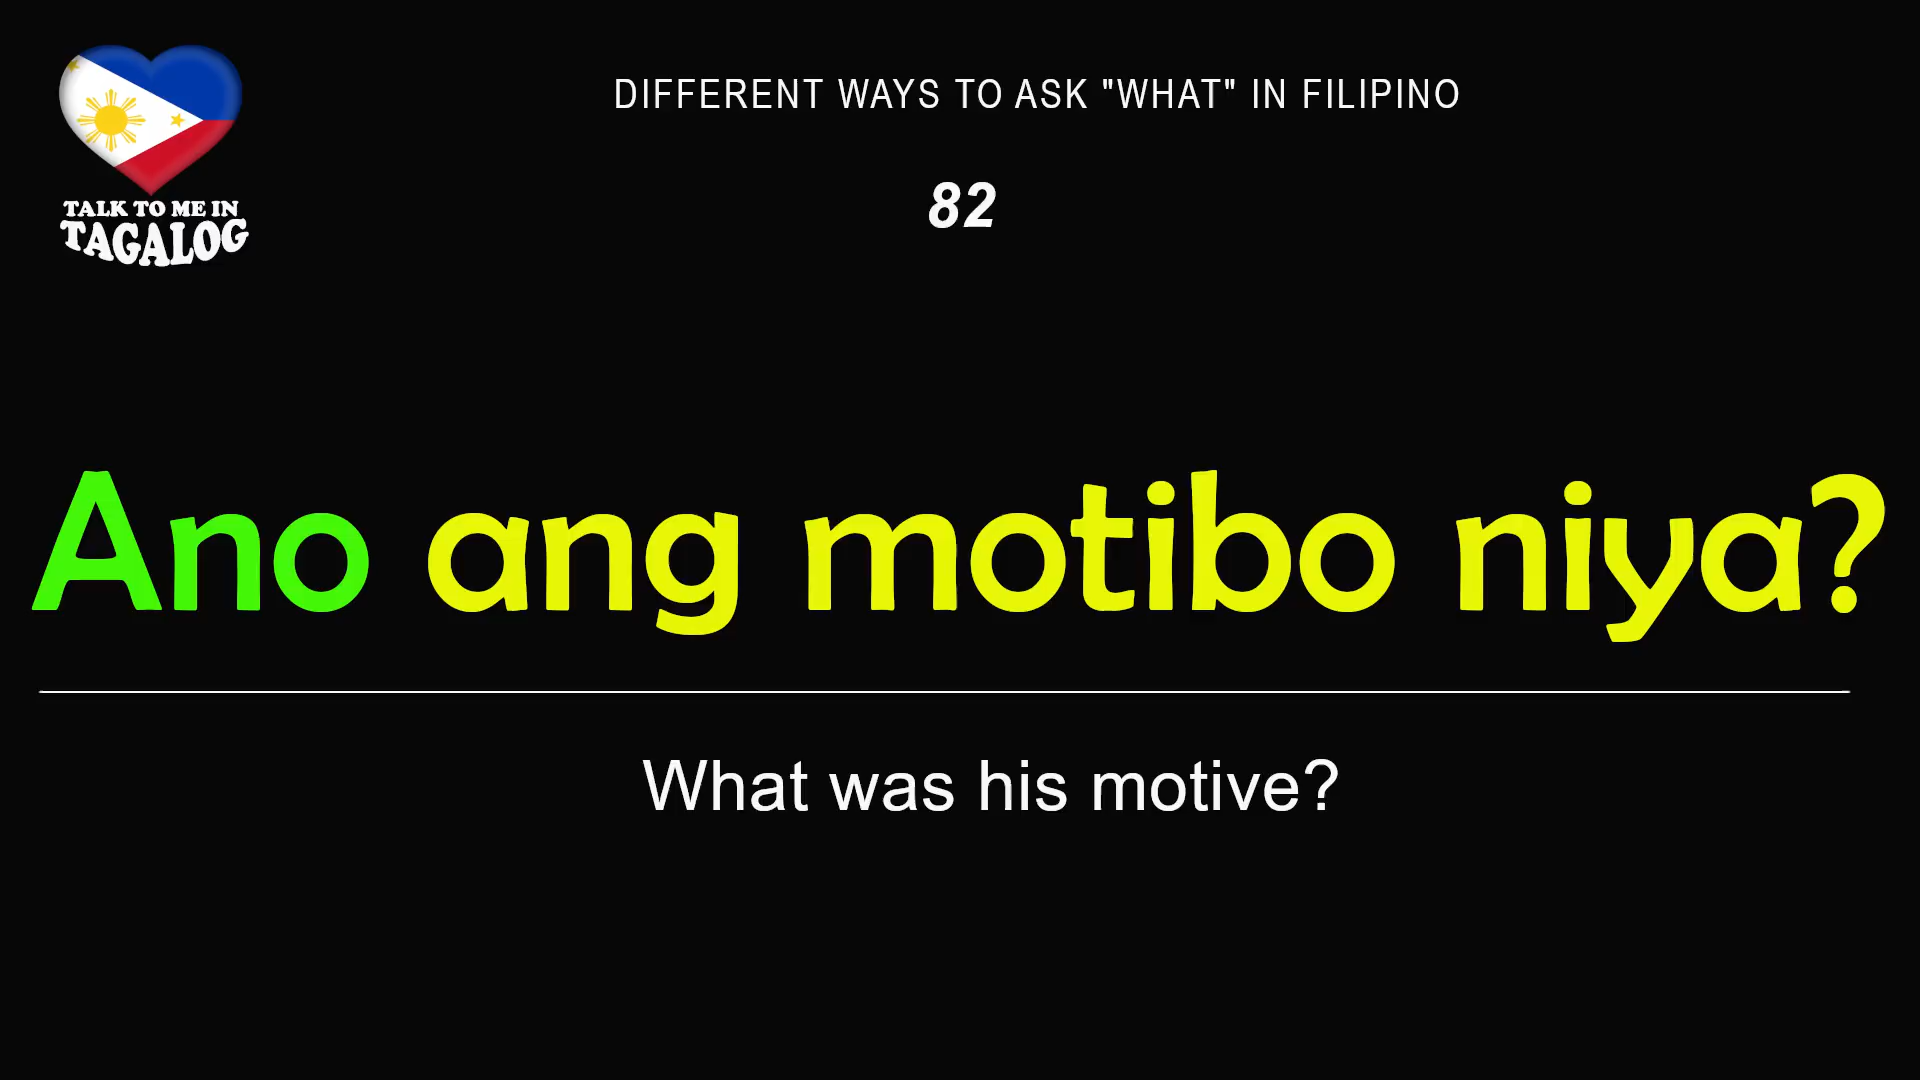 TALK TO ME IN
TAGALOG
DIFFERENT WAYS TO ASK "WHAT" IN FILIPINO
82
Ano ang motibo niya?
What was his motive?